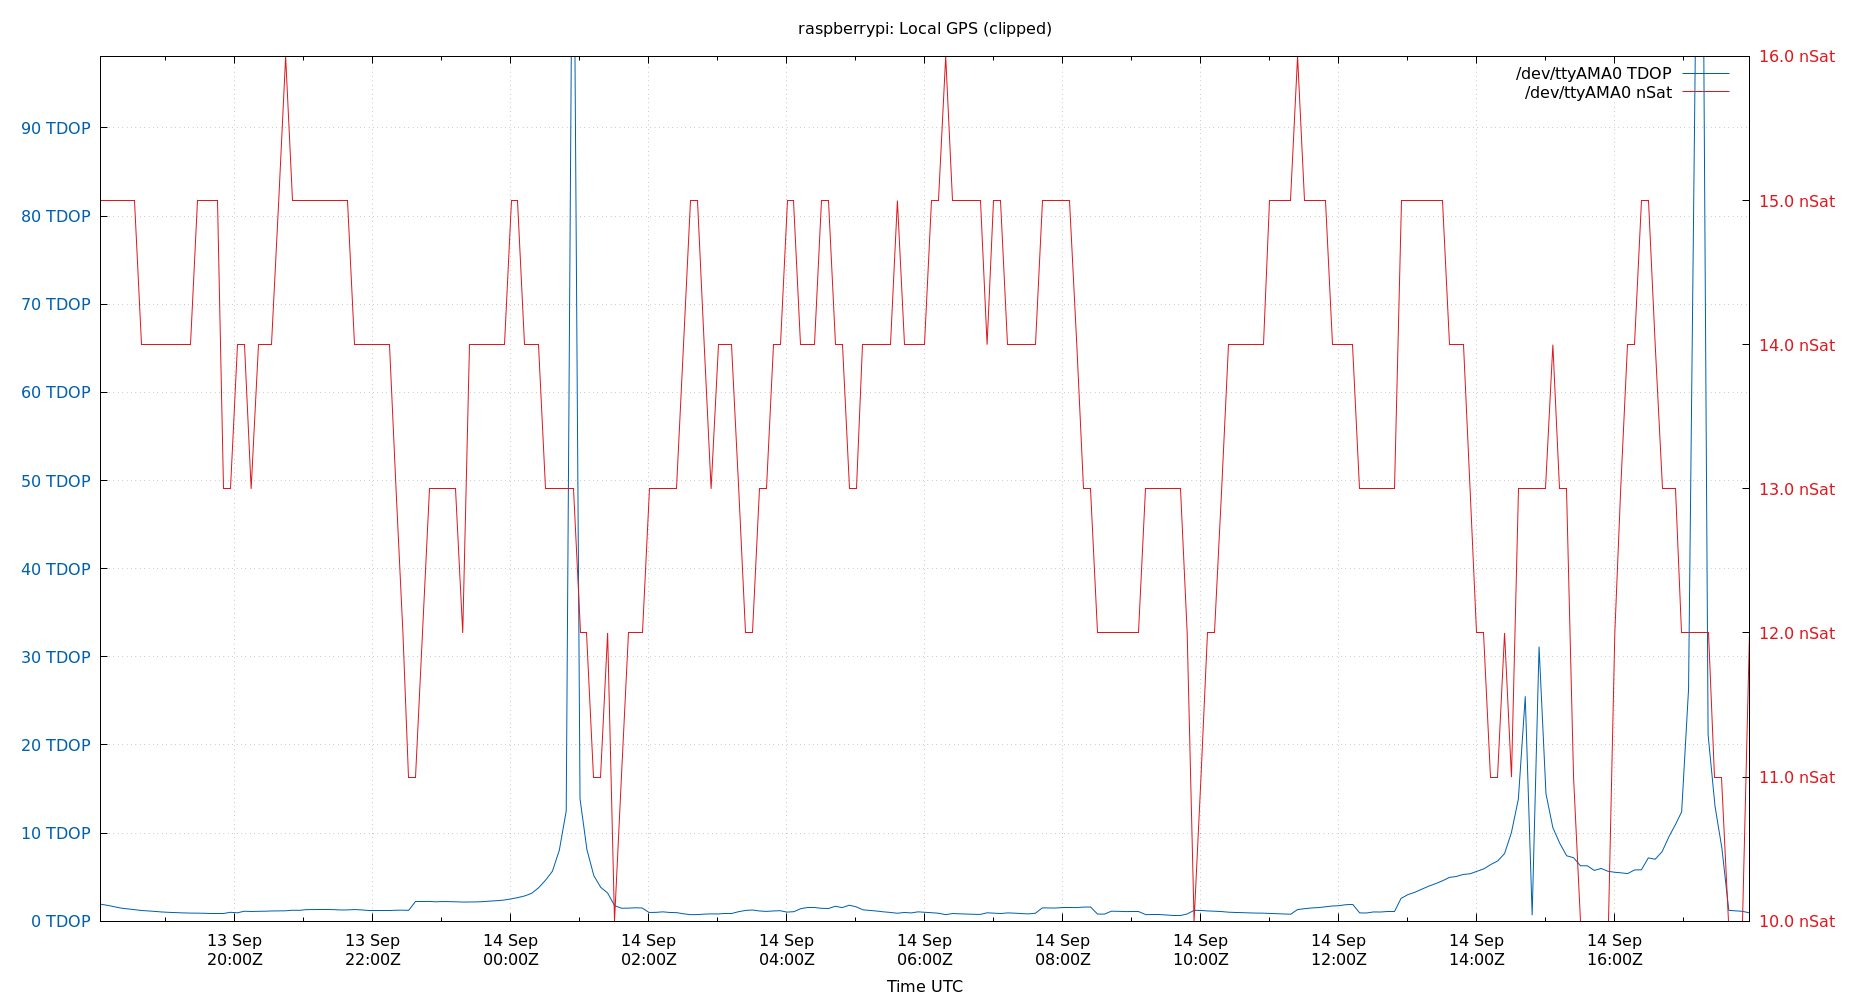 raspberrypi: Local GPS (clipped)
/dev/ttyAMA0 TDOP
/dev/ttyAMA0 nSat
90 TDOP
80 TDOP
70 TDOP
60 TDOP
50 TDOP
40 TDOP
30 TDOP
20 TDOP
10 TDOP
0 TDOP
16.0 nSat
15.0 nSat
14.0 nSat
13.0 nSat
12.0 nSat
11.0 nSat
10.0 nSat
13 Sep
20:00Z
13 Sep
22:00Z
14 Sep
00:00Z
14 Sep
02:00Z
14 Sep
04:00Z
14 Sep
06:00Z
14 Sep
08:00Z
14 Sep
10:00Z
14 Sep
12:00Z
14 Sep
14:00Z
14 Sep
16:00Z
Time UTC